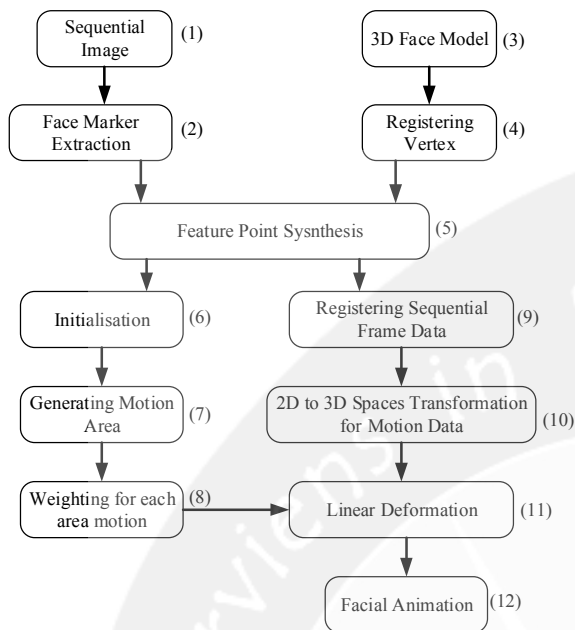 Sequential
Image
(1)
3D Face Model
(3)
Face Marker
Extraction
(2)
Registering
Vertex
(4)
Feature Point Sysnthesis
(5)
Initialisation
(6)
Registering Sequential
Frame Data
(9)
Generating Motion
Area
(7)
2D to 3D Spaces Transformation
for Motion Data
(10)
Weighting for each
area motion
(8)
Linear Deformation
(11)
Facial Animation
(12)
rviens in